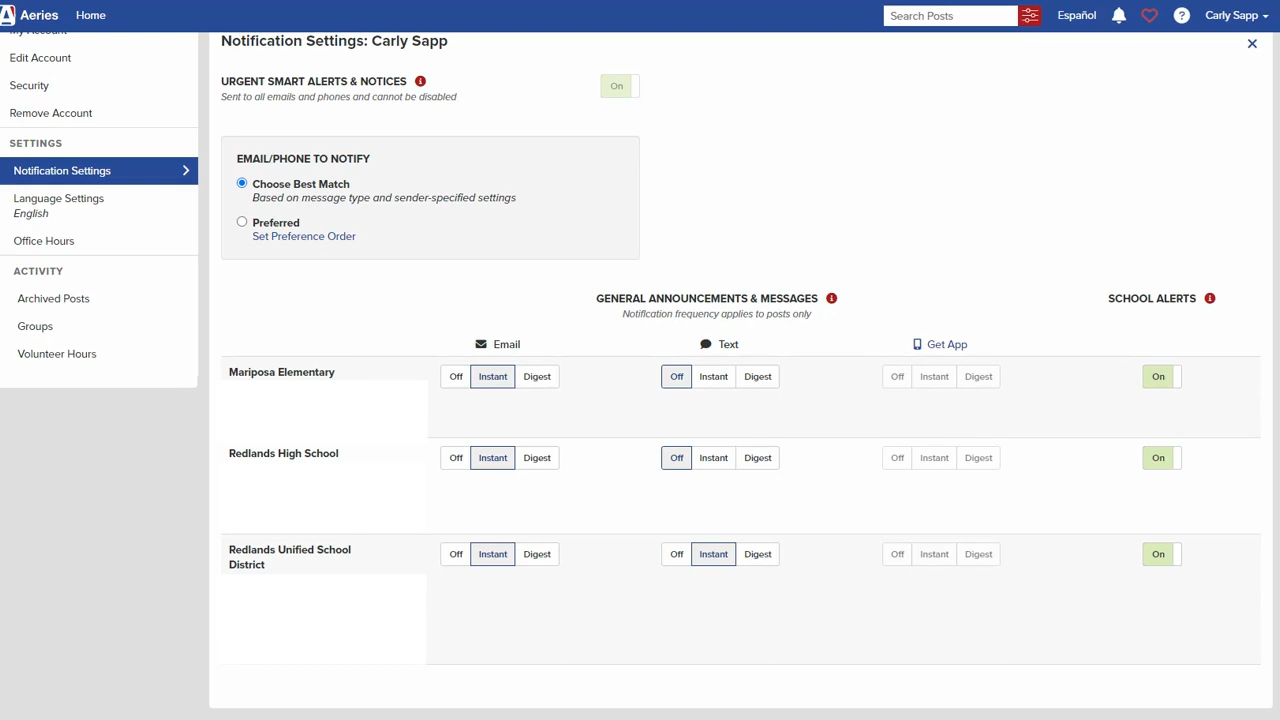 Aeries
Home
Search Posts
Español
Carly Sapp
My Account
Edit Account
Security
Remove Account
SETTINGS
Notification Settings
Language Settings
English
Office Hours
ACTIVITY
Archived Posts
Groups
Volunteer Hours
Notification Settings: Carly Sapp
URGENT SMART ALERTS & NOTICES
Sent to all emails and phones and cannot be disabled
On
EMAIL/PHONE TO NOTIFY
Choose Best Match
Based on message type and sender-specified settings
Preferred
Set Preference Order
GENERAL ANNOUNCEMENTS & MESSAGES
SCHOOL ALERTS
Notification frequency applies to posts only
Email
Text
Get App
Mariposa Elementary
Off Instant Digest
Off Instant Digest
Off Instant Digest
On
Redlands High School
Off Instant Digest
Off Instant Digest
Off Instant Digest
On
Redlands Unified School
District
Off Instant Digest
Off Instant Digest
Off Instant Digest
On